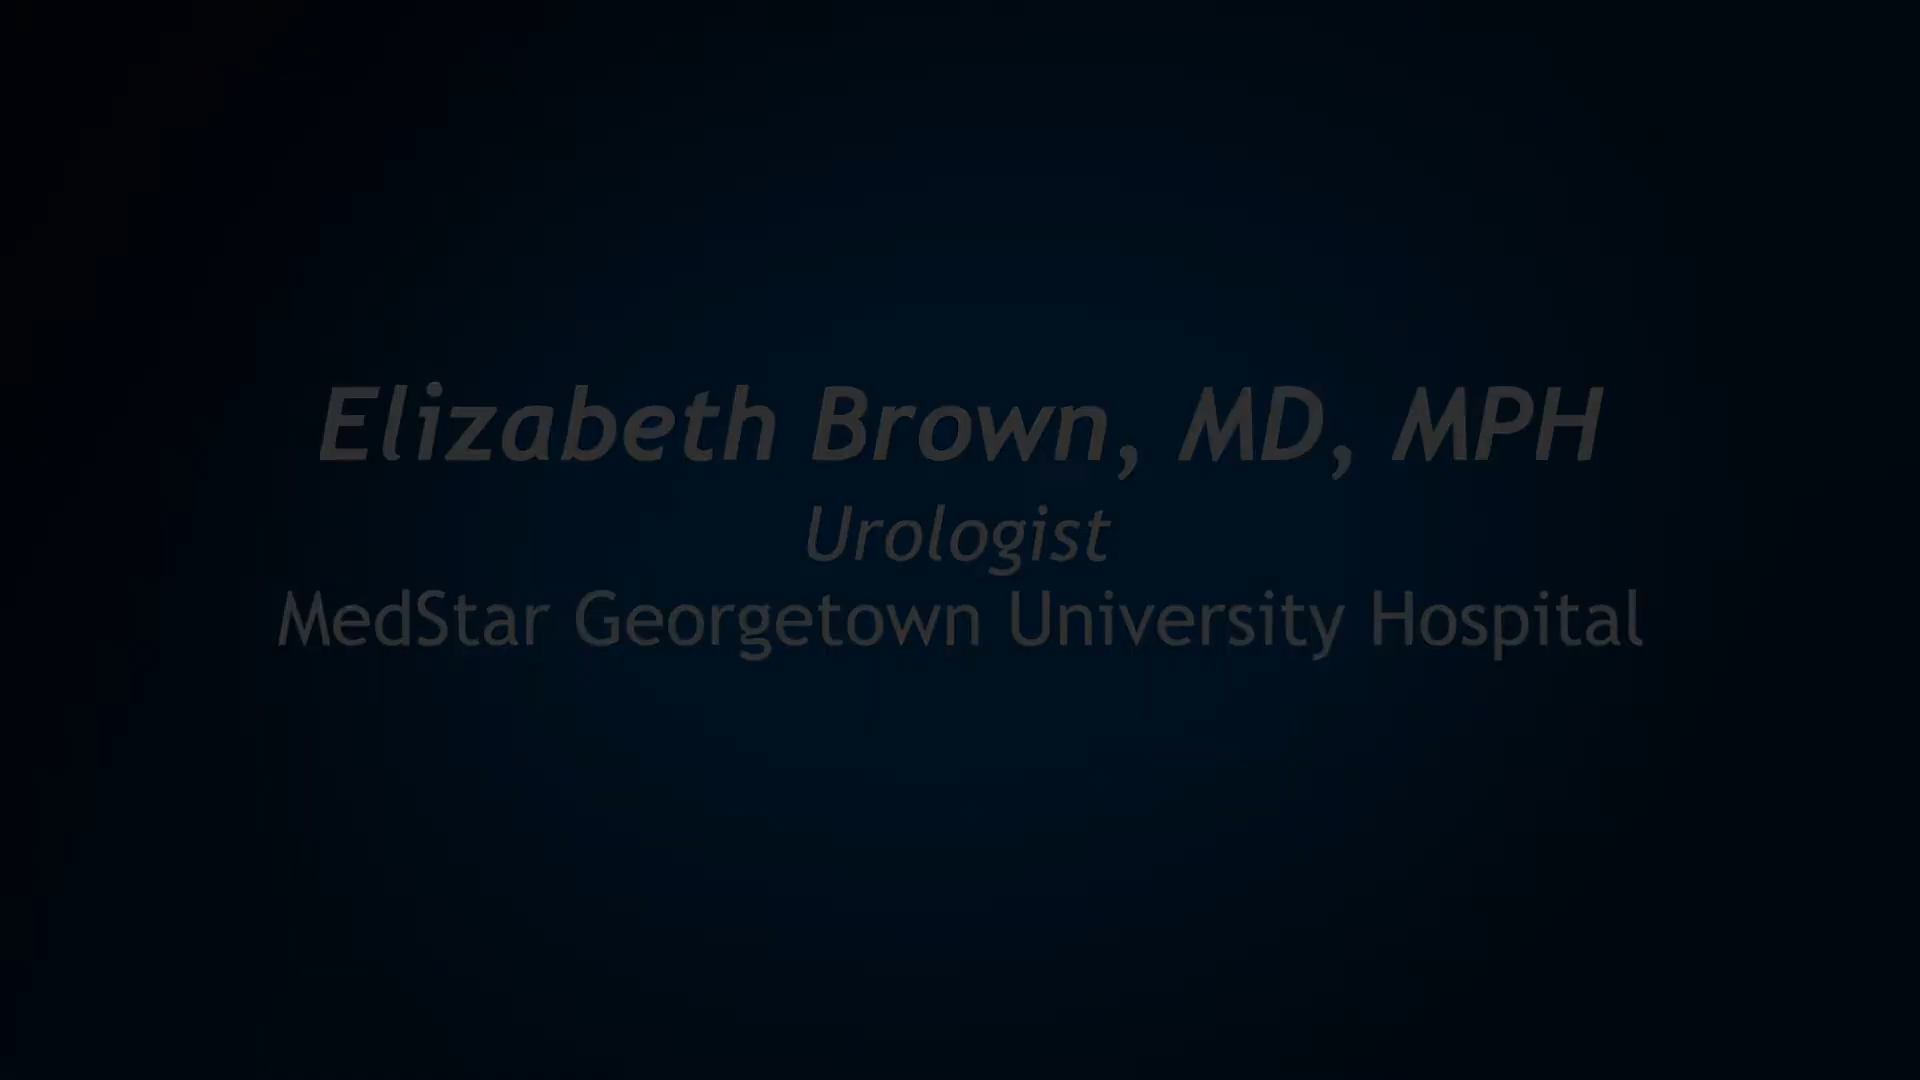 Elizabeth Brown, MD, MPH
Urologist
MedStar Georgetown University Hospital